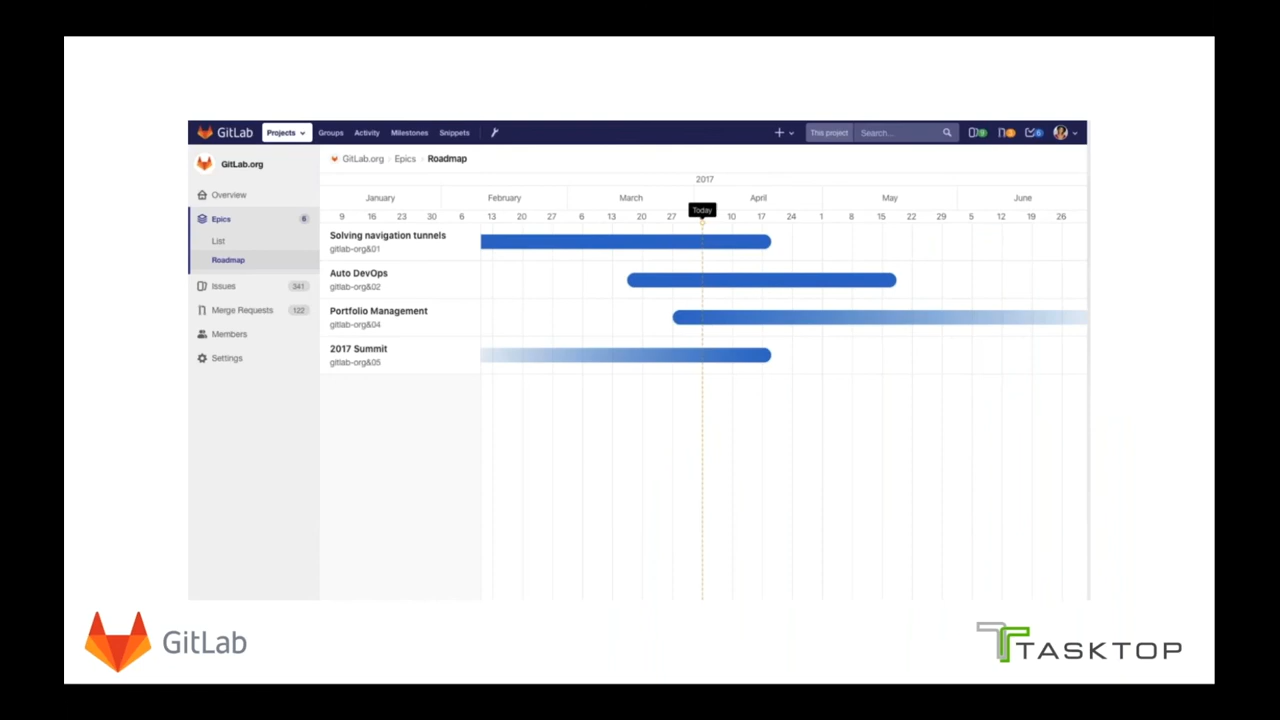 GitLab Projects Groups Activity Milestones Snippets This project Search... 9 3 6
GitLab.org
GitLab.org Epics Roadmap
Overview
Epics 6
List
Roadmap
Issues 341
Merge Requests 122
Members
Settings
2017
January February March April May June
9 16 23 30 6 13 20 27 6 13 20 27 Today 10 17 24 1 8 15 22 29 5 12 19 26
Solving navigation tunnels
gitlab-org&01
Auto DevOps
gitlab-org&02
Portfolio Management
gitlab-org&04
2017 Summit
gitlab-org&05
GitLab
TASKTOP